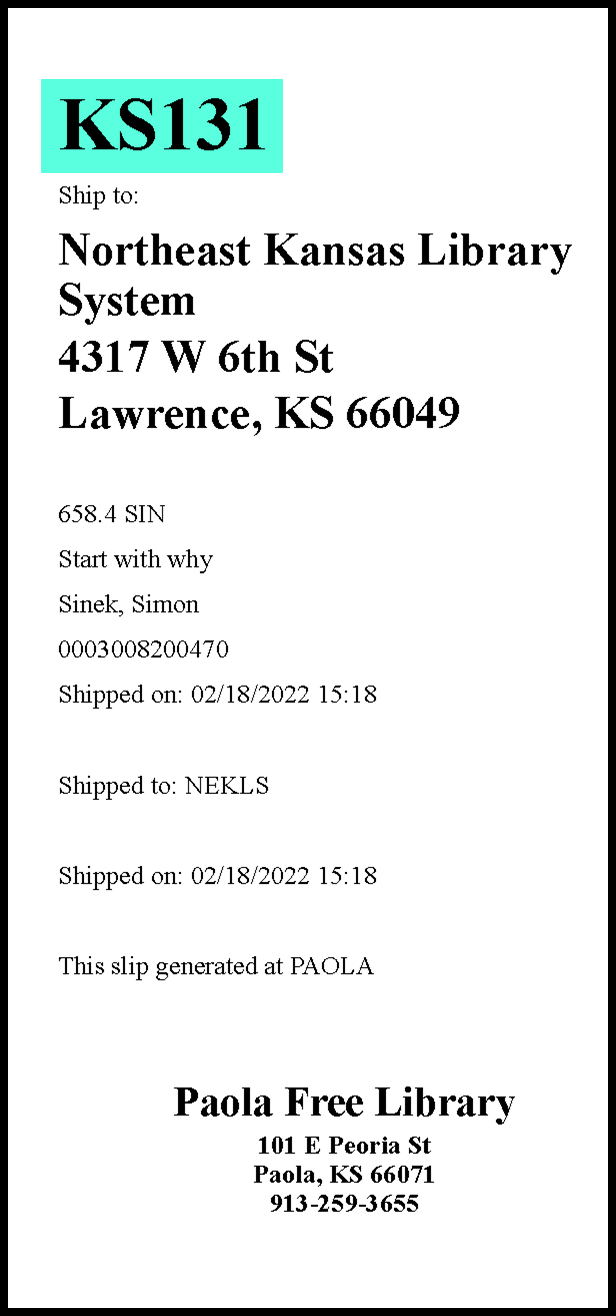 KS131
Ship to:
Northeast Kansas Library
System
4317 W 6th St
Lawrence, KS 66049
658.4 SIN
Start with why
Sinek, Simon
0003008200470
Shipped on: 02/18/2022 15:18
Shipped to: NEKLS
Shipped on: 02/18/2022 15:18
This slip generated at PAOLA
Paola Free Library
101 E Peoria St
Paola, KS 66071
913-259-3655